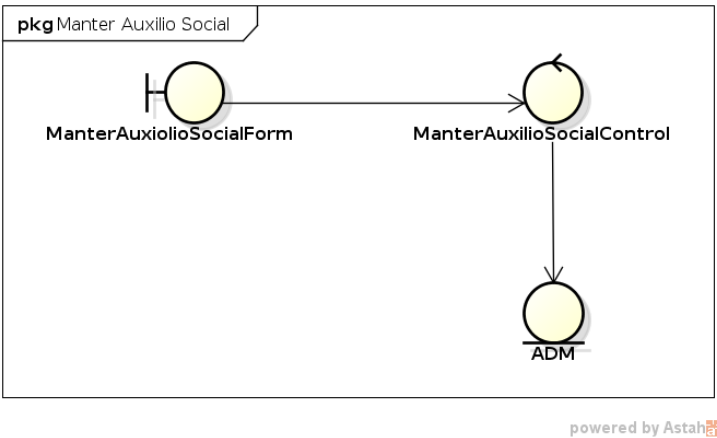 pkg Manter Auxilio Social
ManterAuxiolioSocialForm
ManterAuxilioSocialControl
ADM
powered by Astah